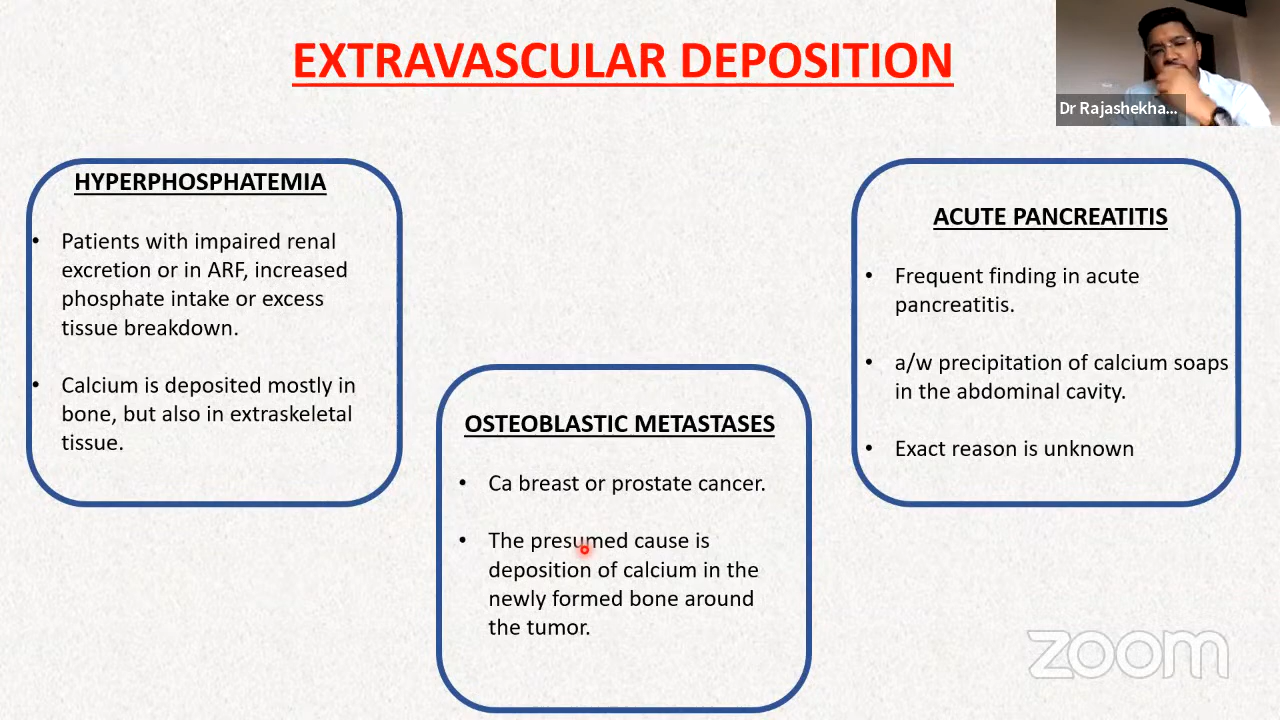 EXTRAVASCULAR DEPOSITION
Dr Rajashekha...
HYPERPHOSPHATEMIA
• Patients with impaired renal
excretion or in ARF, increased
phosphate intake or excess
tissue breakdown.
• Calcium is deposited mostly in
bone, but also in extraskeletal
tissue.
OSTEOBLASTIC METASTASES
• Ca breast or prostate cancer.
• The presumed cause is
deposition of calcium in the
newly formed bone around
the tumor.
ACUTE PANCREATITIS
• Frequent finding in acute
pancreatitis.
• a/w precipitation of calcium soaps
in the abdominal cavity.
• Exact reason is unknown
zoom